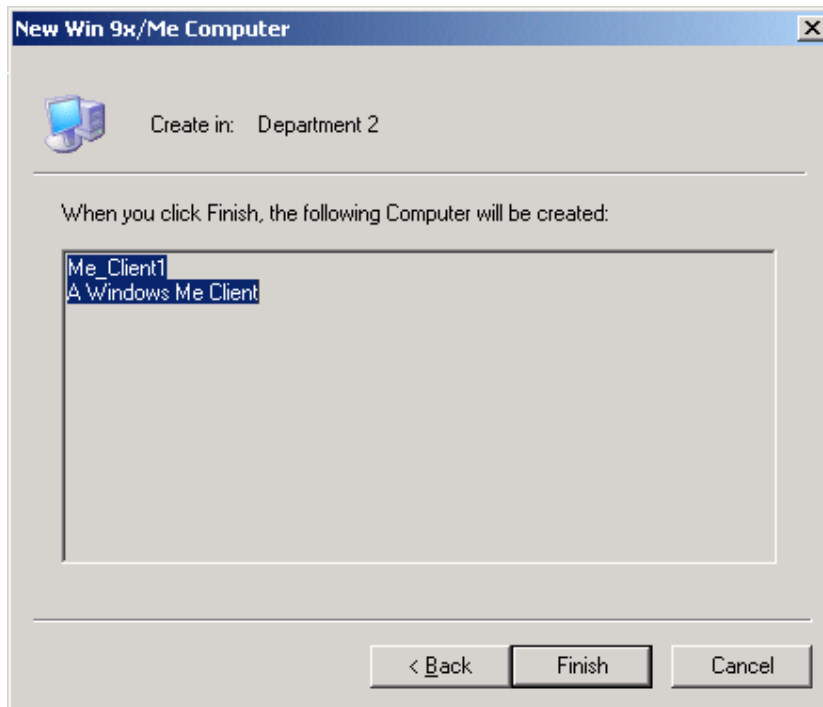 New Win 9x/Me Computer
Create in: Department 2
When you click Finish, the following Computer will be created:
Me_Client1
A Windows Me Client
< Back Finish Cancel